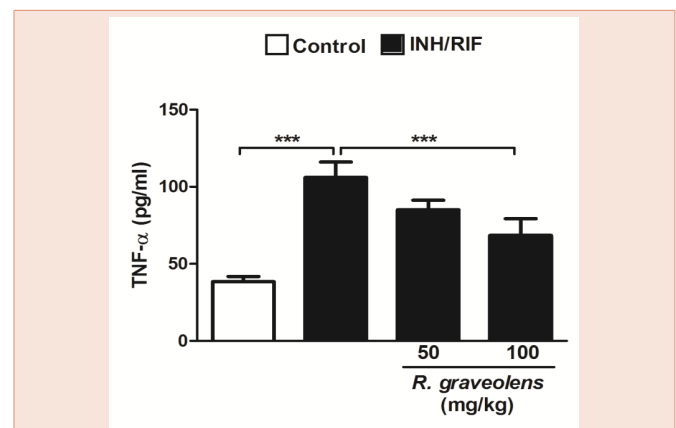 Control INH/RIF
150
*** ***
100
50
0
TNF-α (pg/ml)
50 100
R. graveolens
(mg/kg)